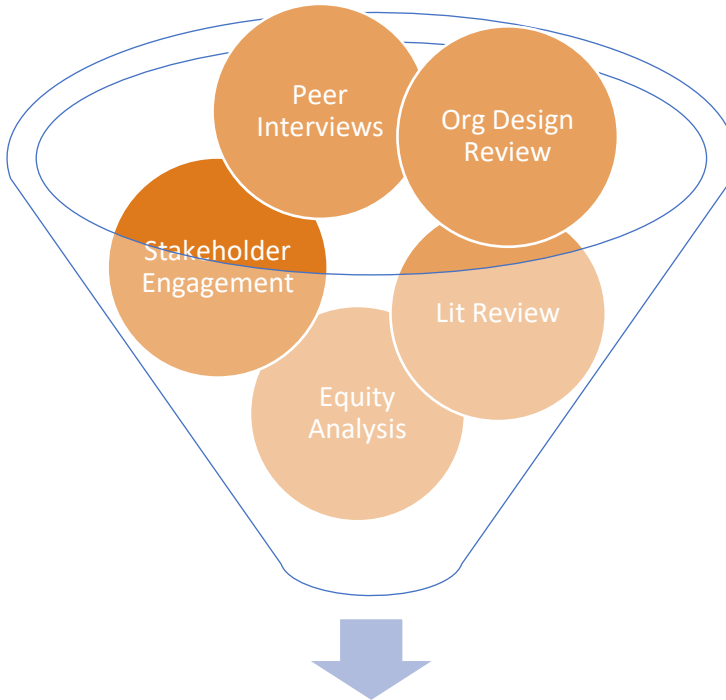 Peer
Interviews
Org Design
Review
Stakeholder
Engagement
Lit Review
Equity
Analysis